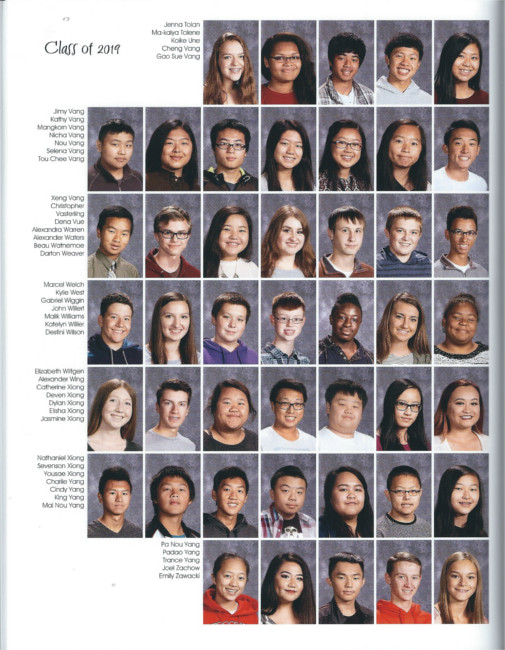 Class of 2019
Jenna Tolan
Ma-kaiya Tolene
Koike Une
Cheng Vang
Gao Sue Vang
Jimy Vang
Kathy Vang
Mangkorn Vang
Nicha Vang
Nou Vang
Selena Vang
Tou Chee Vang
Xeng Vang
Christopher
Vasterling
Dena Vue
Alexandra Warren
Alexander Waters
Beau Wathernoe
Darton Weaver
Marcel Welch
Kylie West
Gabriel Wiggin
John Willert
Malik Williams
Katelyn Willier
Destini Wilson
Elizabeth Wittgen
Alexander Wing
Catherine Xiong
Deven Xiong
Dylan Xiong
Elisha Xiong
Jasmine Xiong
Nathaniel Xiong
Sevenson Xiong
Yousae Xiong
Charlie Yang
Cindy Yang
King Yang
Mai Nou Yang
Pa Nou Yang
Padao Yang
Trance Yang
Joel Zachow
Emily Zawacki